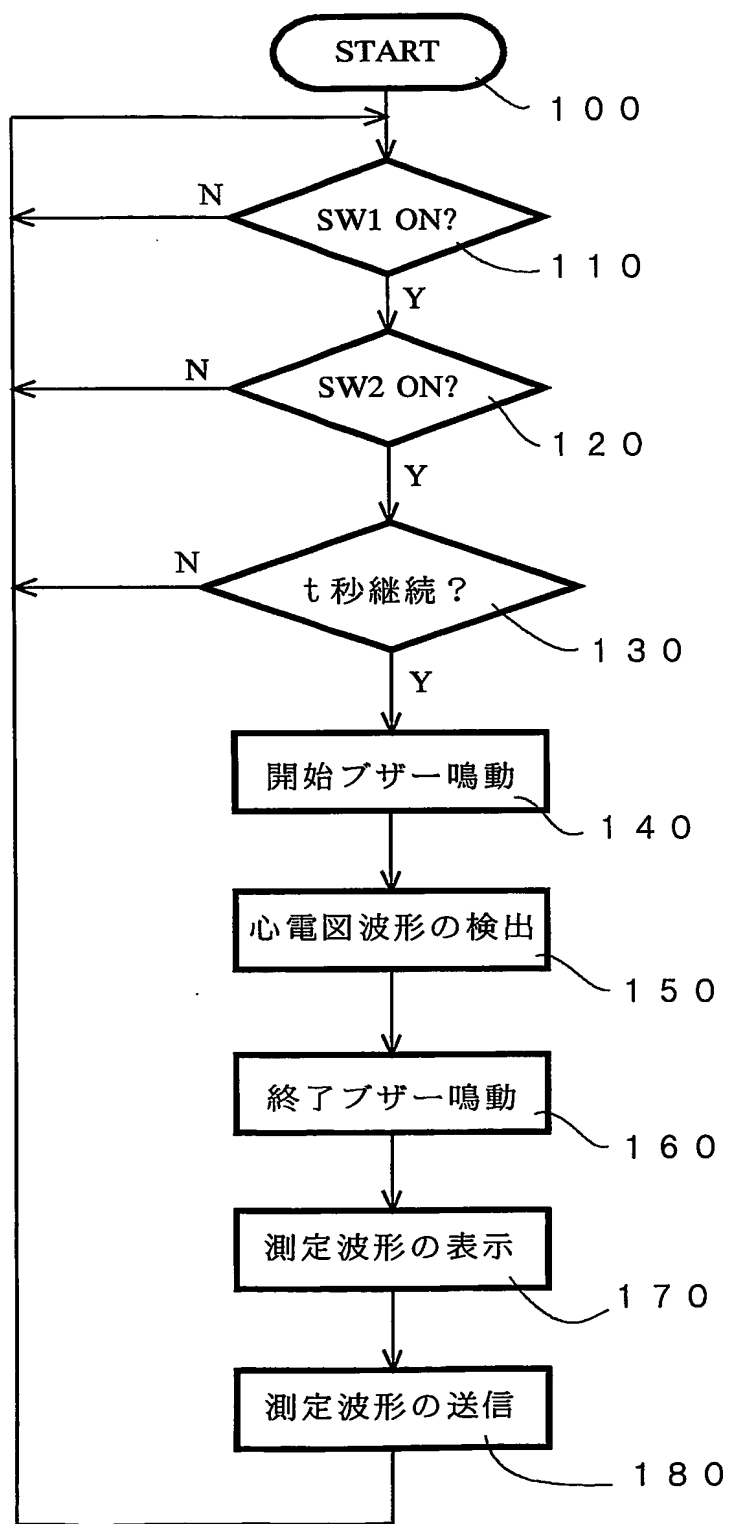 START
１００
N
SW1 ON?
１１０
Y
N
SW2 ON?
１２０
Y
N
ｔ秒継続？
１３０
Y
開始ブザー鳴動
１４０
心電図波形の検出
１５０
終了ブザー鳴動
１６０
測定波形の表示
１７０
測定波形の送信
１８０